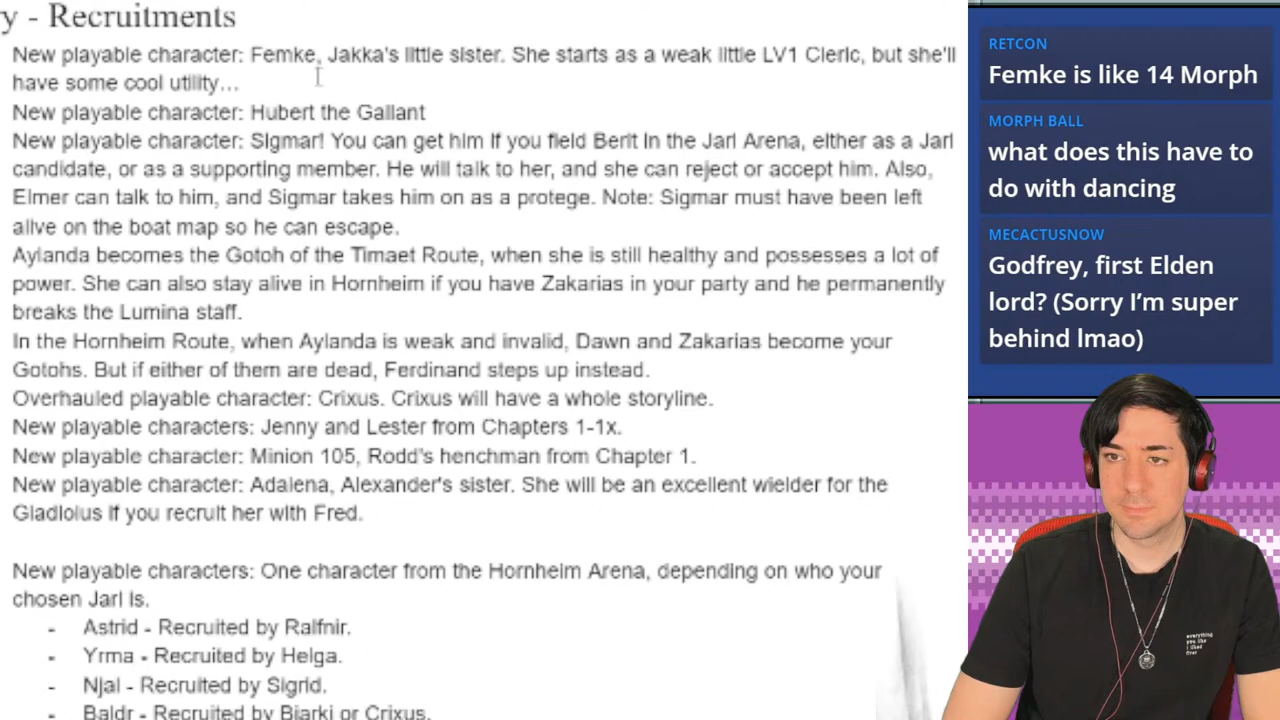 y - Recruitments
New playable character: Femke, Jakka's little sister. She starts as a weak little LV1 Cleric, but she'll
have some cool utility…
New playable character: Hubert the Gallant
New playable character: Sigmar! You can get him if you field Berit in the Jarl Arena, either as a Jarl
candidate, or as a supporting member. He will talk to her, and she can reject or accept him. Also,
Elmer can talk to him, and Sigmar takes him on as a protege. Note: Sigmar must have been left
alive on the boat map so he can escape.
Aylanda becomes the Gotoh of the Timaet Route, when she is still healthy and possesses a lot of
power. She can also stay alive in Hornheim if you have Zakarias in your party and he permanently
breaks the Lumina staff.
In the Hornheim Route, when Aylanda is weak and invalid, Dawn and Zakarias become your
Gotohs. But if either of them are dead, Ferdinand steps up instead.
Overhauled playable character: Crixus. Crixus will have a whole storyline.
New playable characters: Jenny and Lester from Chapters 1-1x.
New playable character: Minion 105, Rodd's henchman from Chapter 1.
New playable character: Adalena, Alexander's sister. She will be an excellent wielder for the
Gladiolus if you recruit her with Fred.
New playable characters: One character from the Hornheim Arena, depending on who your
chosen Jarl is.
- Astrid - Recruited by Ralfnir.
- Yrma - Recruited by Helga.
- Njal - Recruited by Sigrid.
- Baldr - Recruited by Bjarki or Crixus.
RETCON
Femke is like 14 Morph
MORPH BALL
what does this have to
do with dancing
MECACTUSNOW
Godfrey, first Elden
lord? (Sorry I'm super
behind lmao)
everything
you like
i liked
first